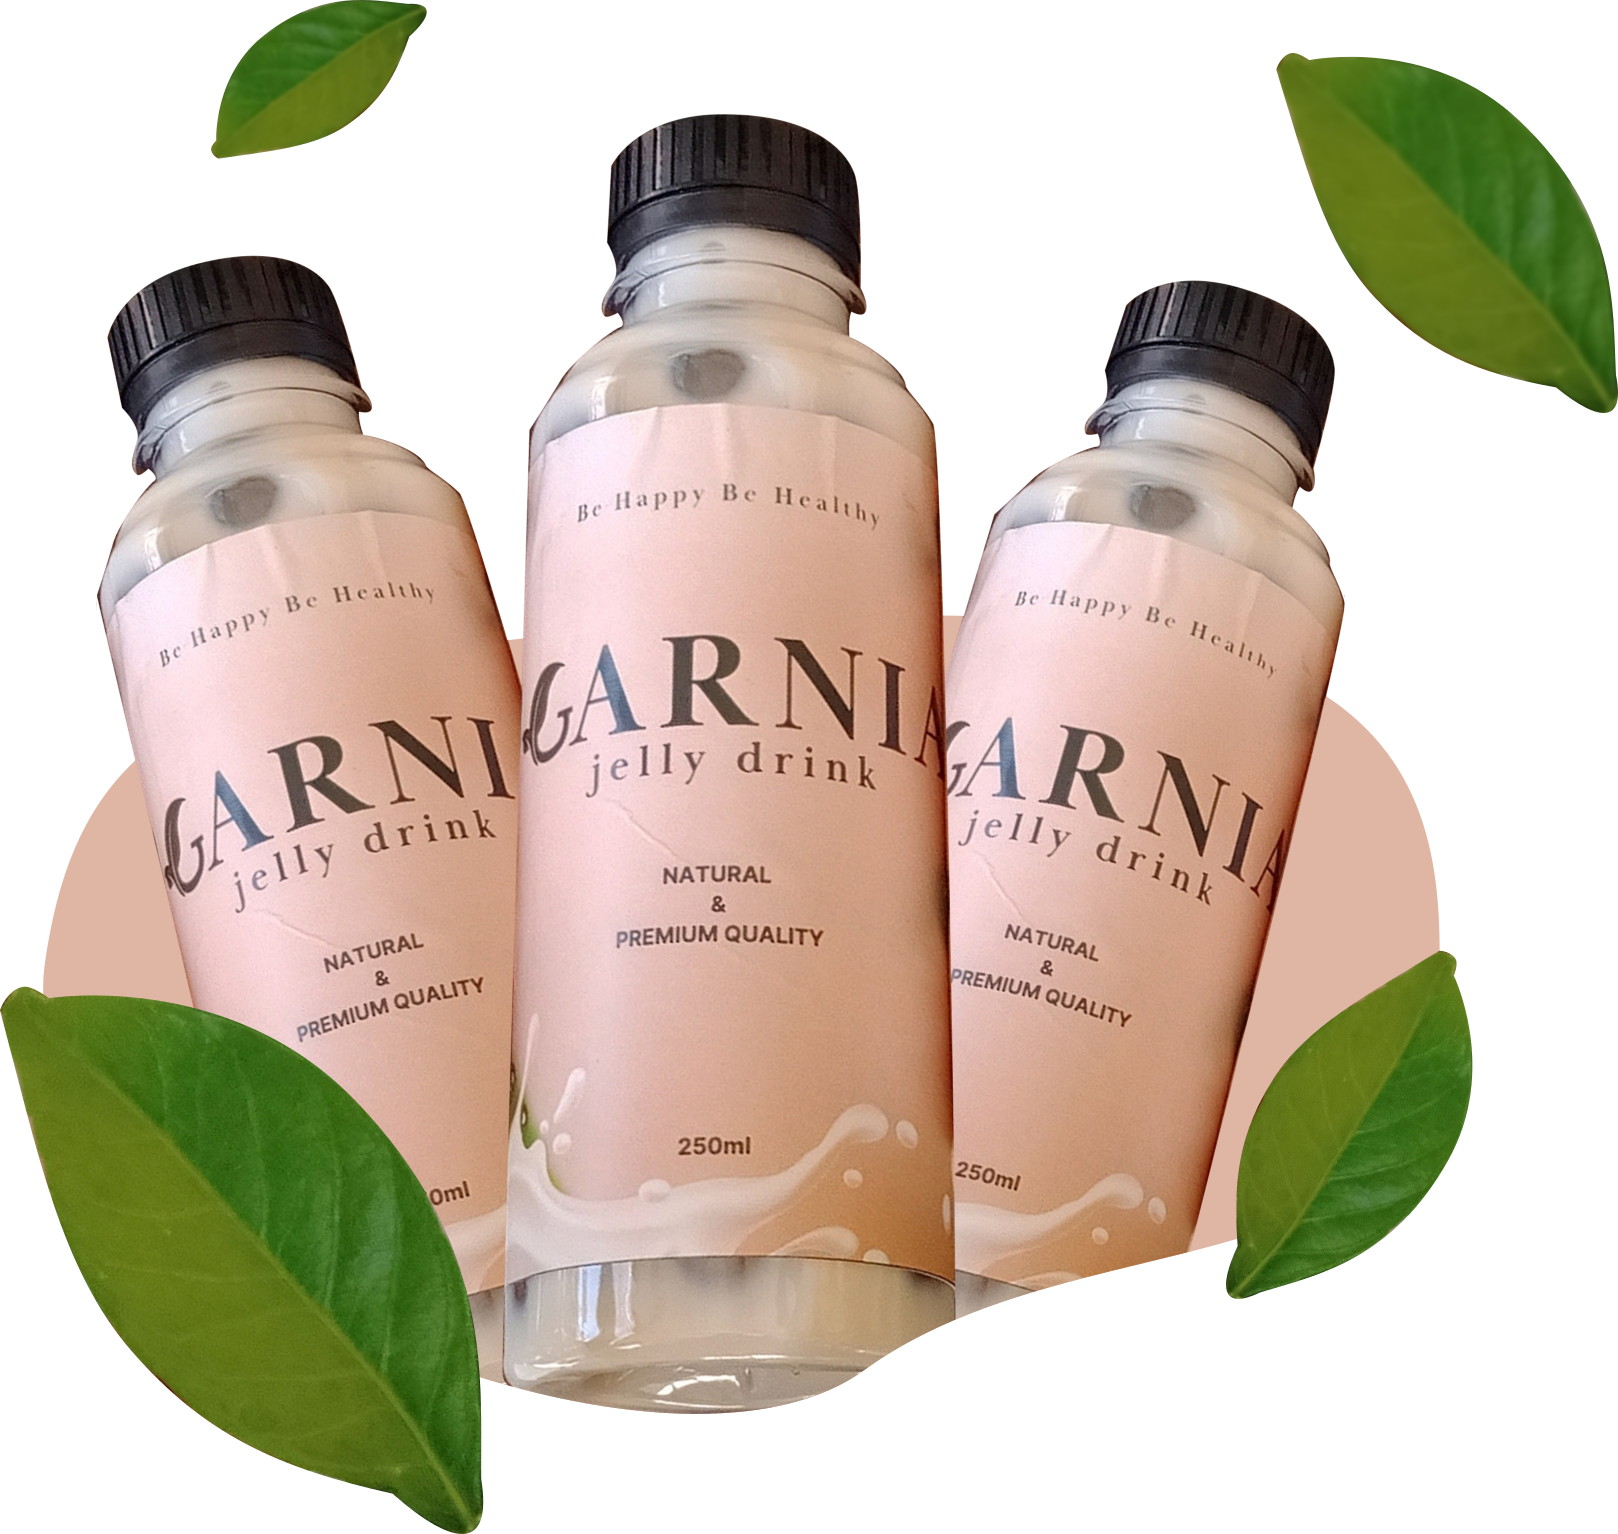 Be Happy Be Healthy
GARNI
jelly drink
NATURAL
&
PREMIUM QUALITY
0ml
Be Happy Be Healthy
GARNIA
jelly drink
NATURAL
&
PREMIUM QUALITY
250ml
Be Happy Be Healthy
GARNIA
jelly drink
NATURAL
&
PREMIUM QUALITY
250ml